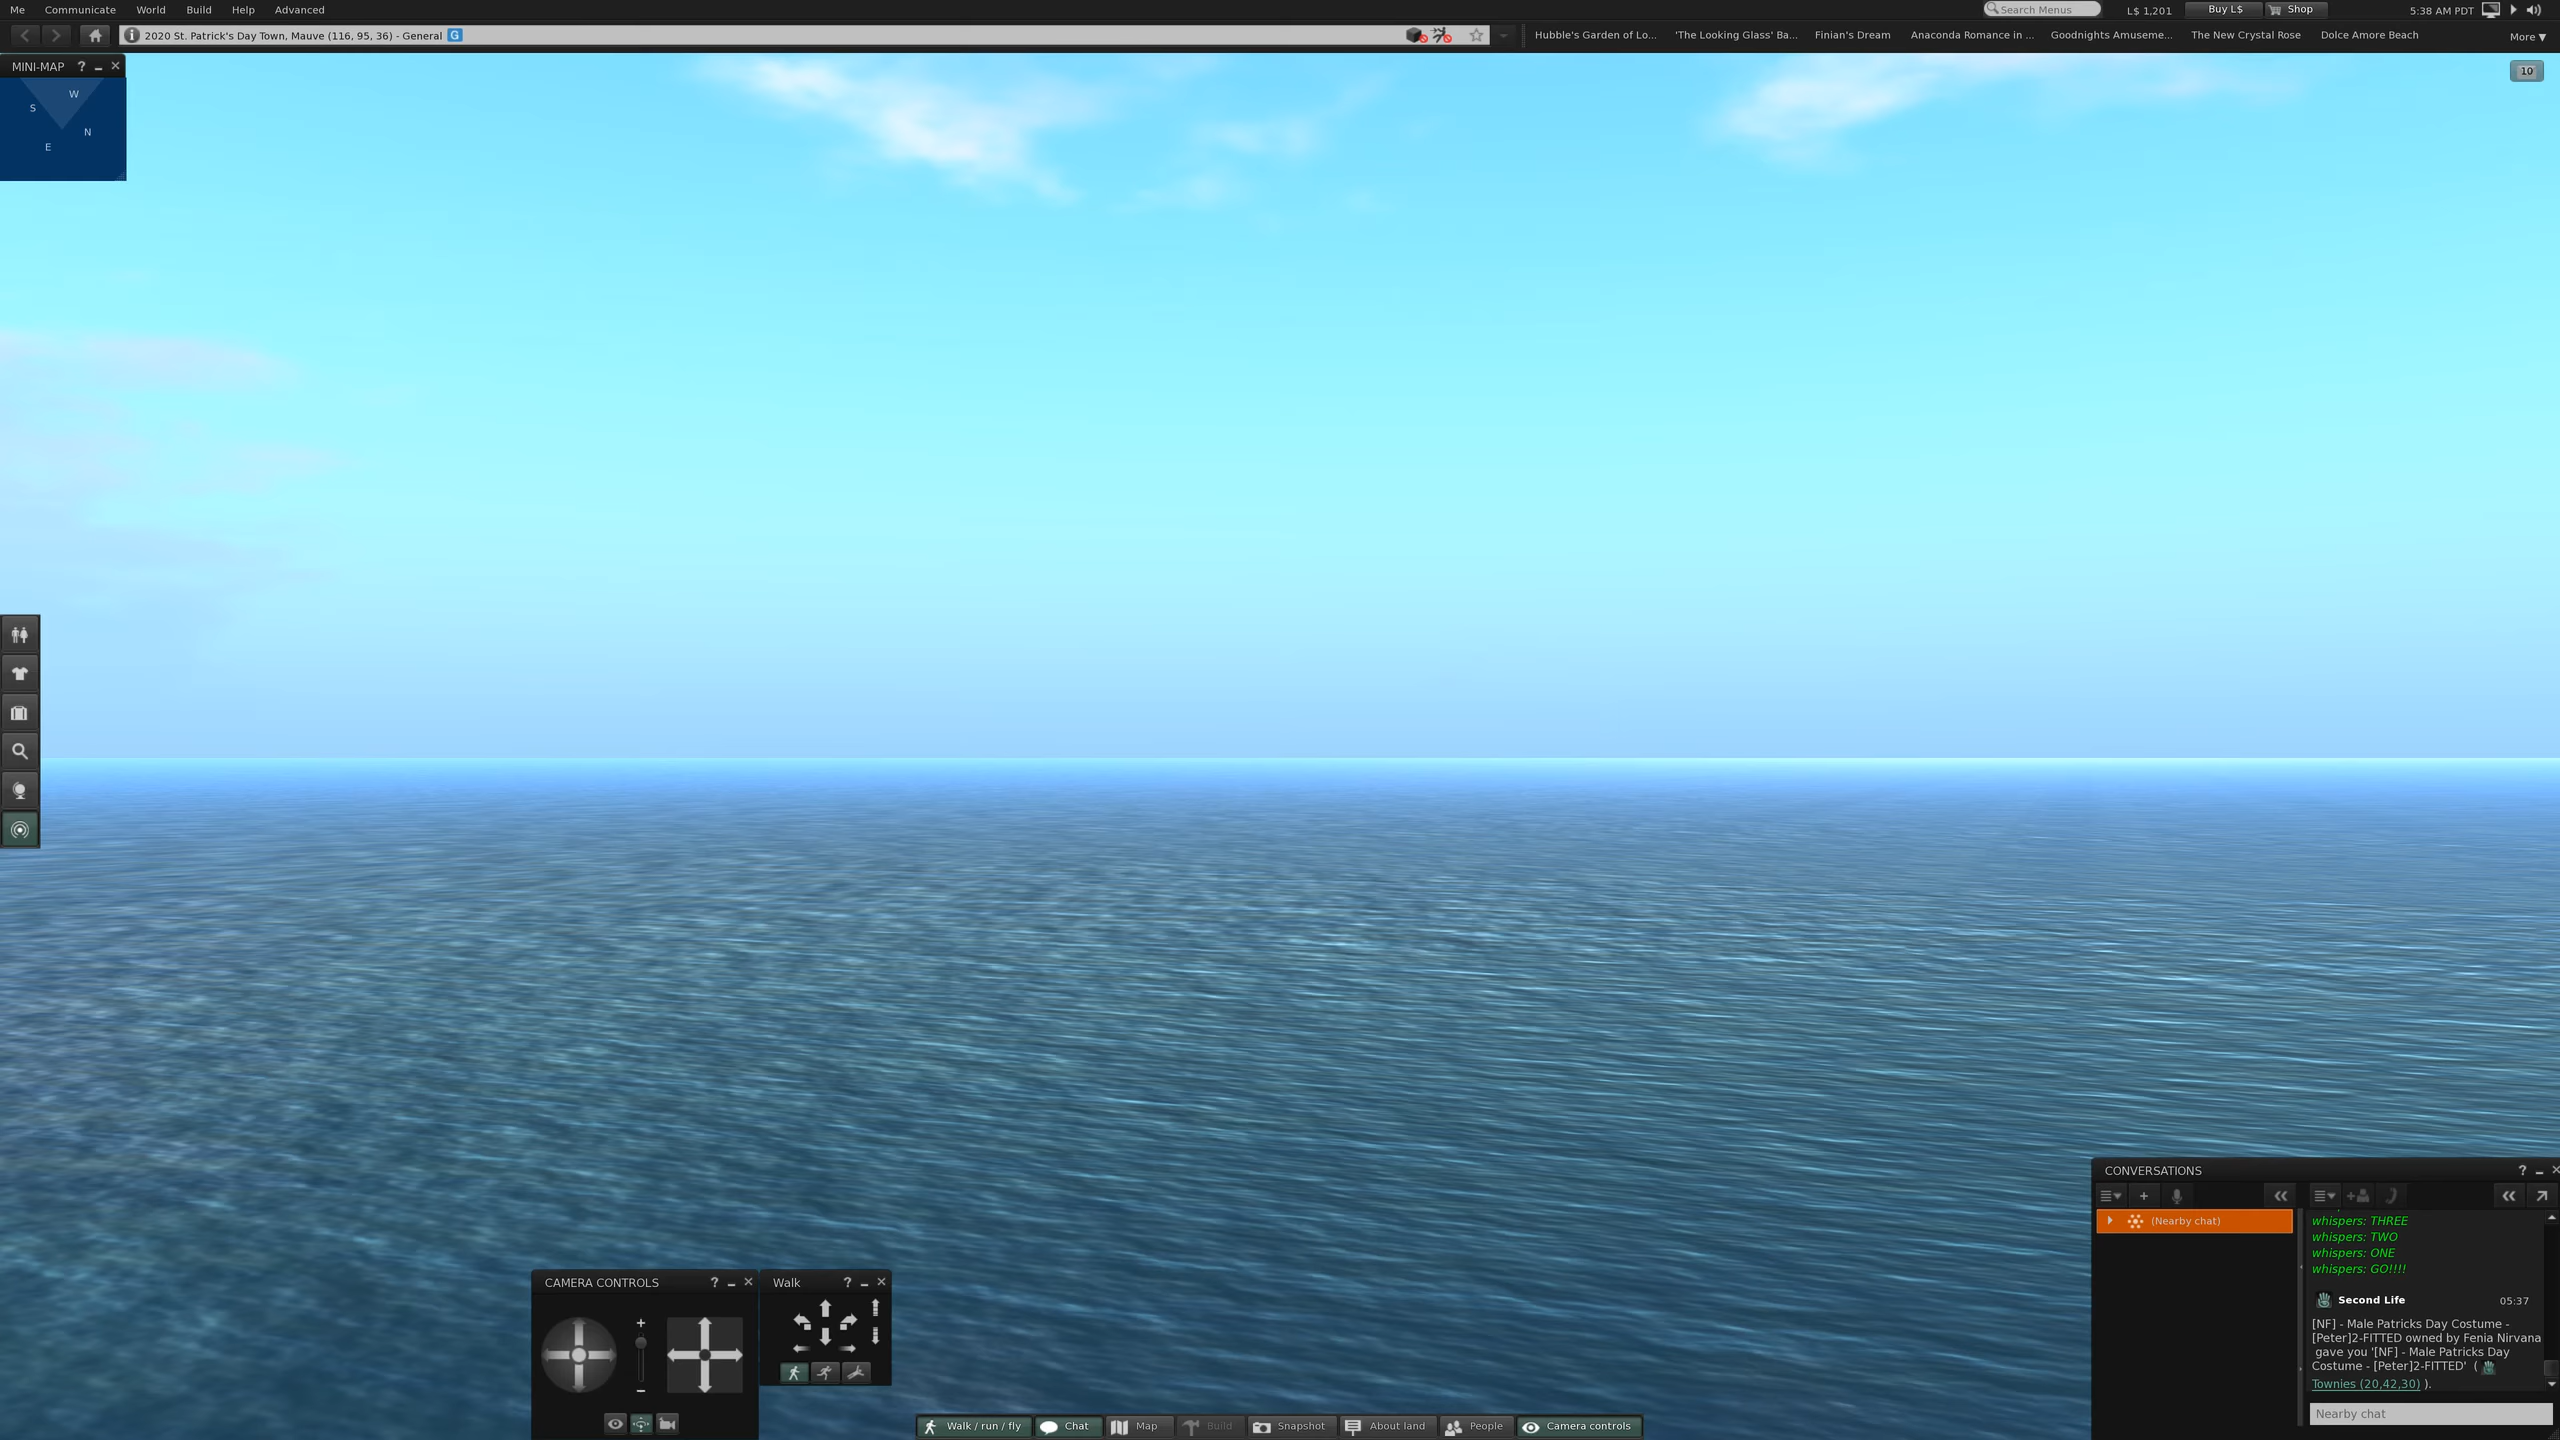 Me Communicate World Build Help Advanced
Search Menus L$ 1,201 Buy L$ Shop 5:38 AM PDT
2020 St. Patrick's Day Town, Mauve (116, 95, 36) - General G
Hubble's Garden of Lo... 'The Looking Glass' Ba... Finian's Dream Anaconda Romance in ... Goodnights Amuseme... The New Crystal Rose Dolce Amore Beach More ▼
MINI-MAP ?
W
S
N
E
10
CONVERSATIONS ?
(Nearby chat)
whispers: THREE
whispers: TWO
whispers: ONE
whispers: GO!!!!
Second Life 05:37
[NF] - Male Patricks Day Costume -
[Peter]2-FITTED owned by Fenia Nirvana
gave you '[NF] - Male Patricks Day
Costume - [Peter]2-FITTED' (
Townies (20,42,30) ).
Nearby chat
CAMERA CONTROLS ?
Walk ?
Walk / run / fly Chat Map Build Snapshot About land People Camera controls